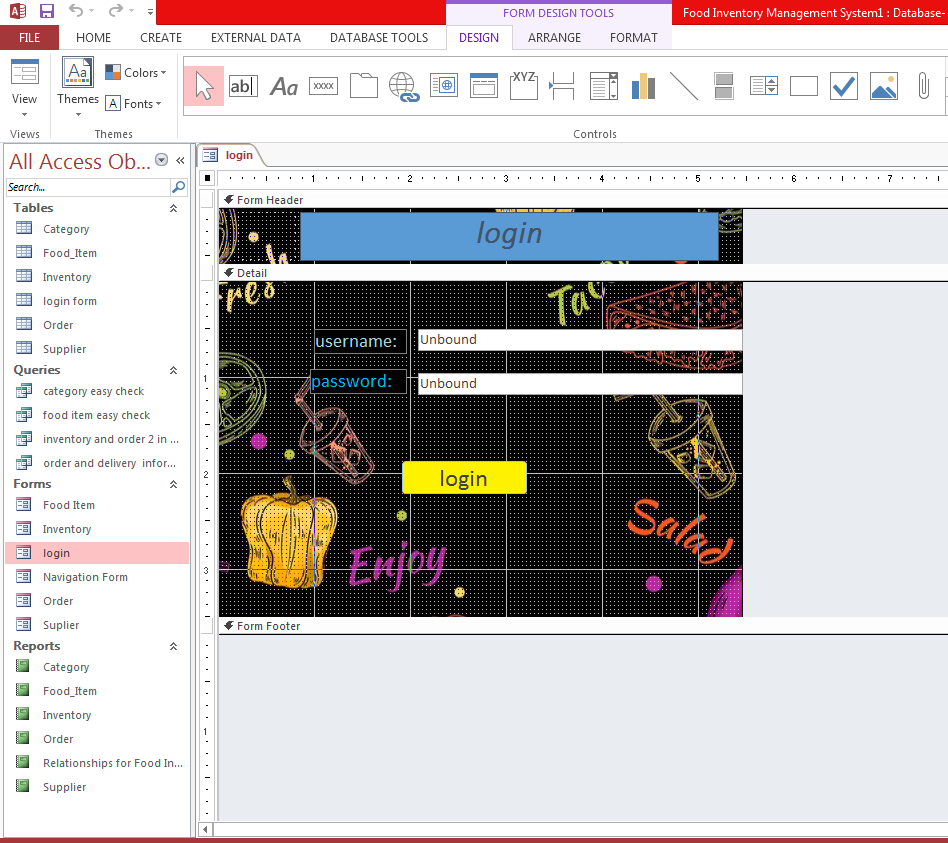 FORM DESIGN TOOLS
Food Inventory Management System1 : Database-
FILE HOME CREATE EXTERNAL DATA DATABASE TOOLS DESIGN ARRANGE FORMAT
View
Themes
Aa
Colors
A Fonts
ab Aa xxxx XYZ
Views Themes Controls
All Access Ob...
login
Search...
1 2 3 4 5 6 7
Tables
Category
Food_Item
Inventory
login form
Order
Supplier
Queries
category easy check
food item easy check
inventory and order 2 in ...
order and delivery infor...
Forms
Food Item
Inventory
login
Navigation Form
Order
Suplier
Reports
Category
Food_Item
Inventory
Order
Relationships for Food In...
Supplier
Form Header
login
Detail
username: Unbound
1
password: Unbound
2
login
Salad
Enjoy
3
Form Footer
1